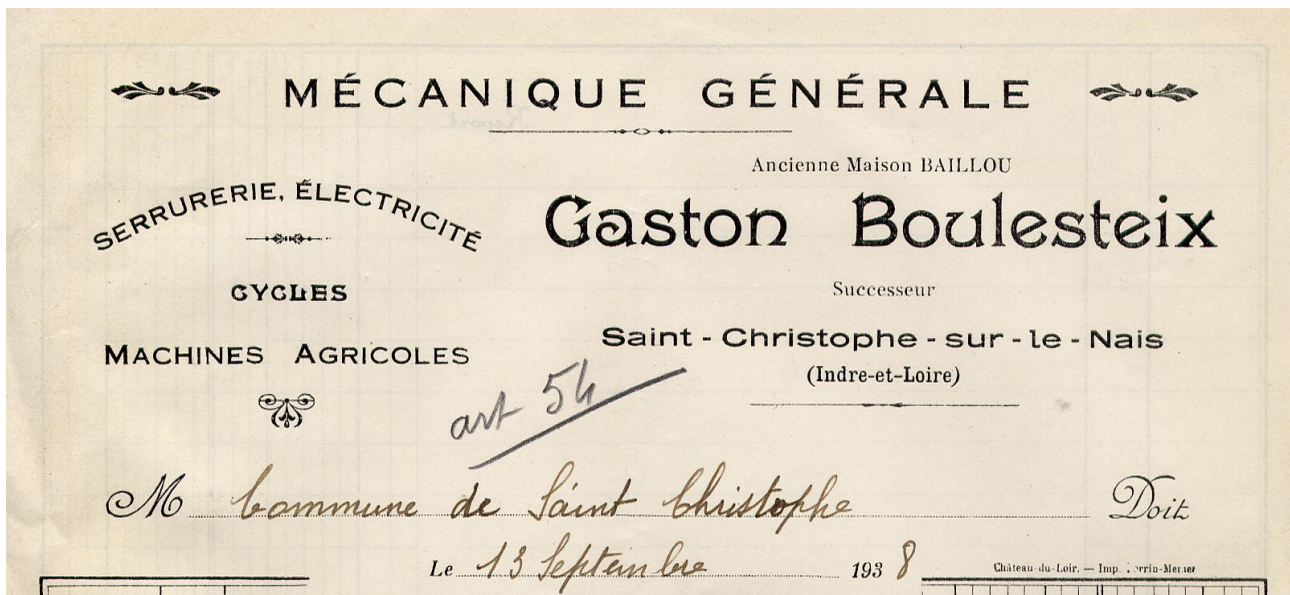 MÉCANIQUE GÉNÉRALE
Ancienne Maison BAILLOU
Gaston Boulesteix
Successeur
Saint-Christophe-sur-le-Nais
(Indre-et-Loire)
SERRURERIE, ÉLECTRICITÉ
CYCLES
MACHINES AGRICOLES
art 54
M Commune de Saint Christophe Doit
Le 13 Septembre 1938
Château-du-Loir. — Imp.